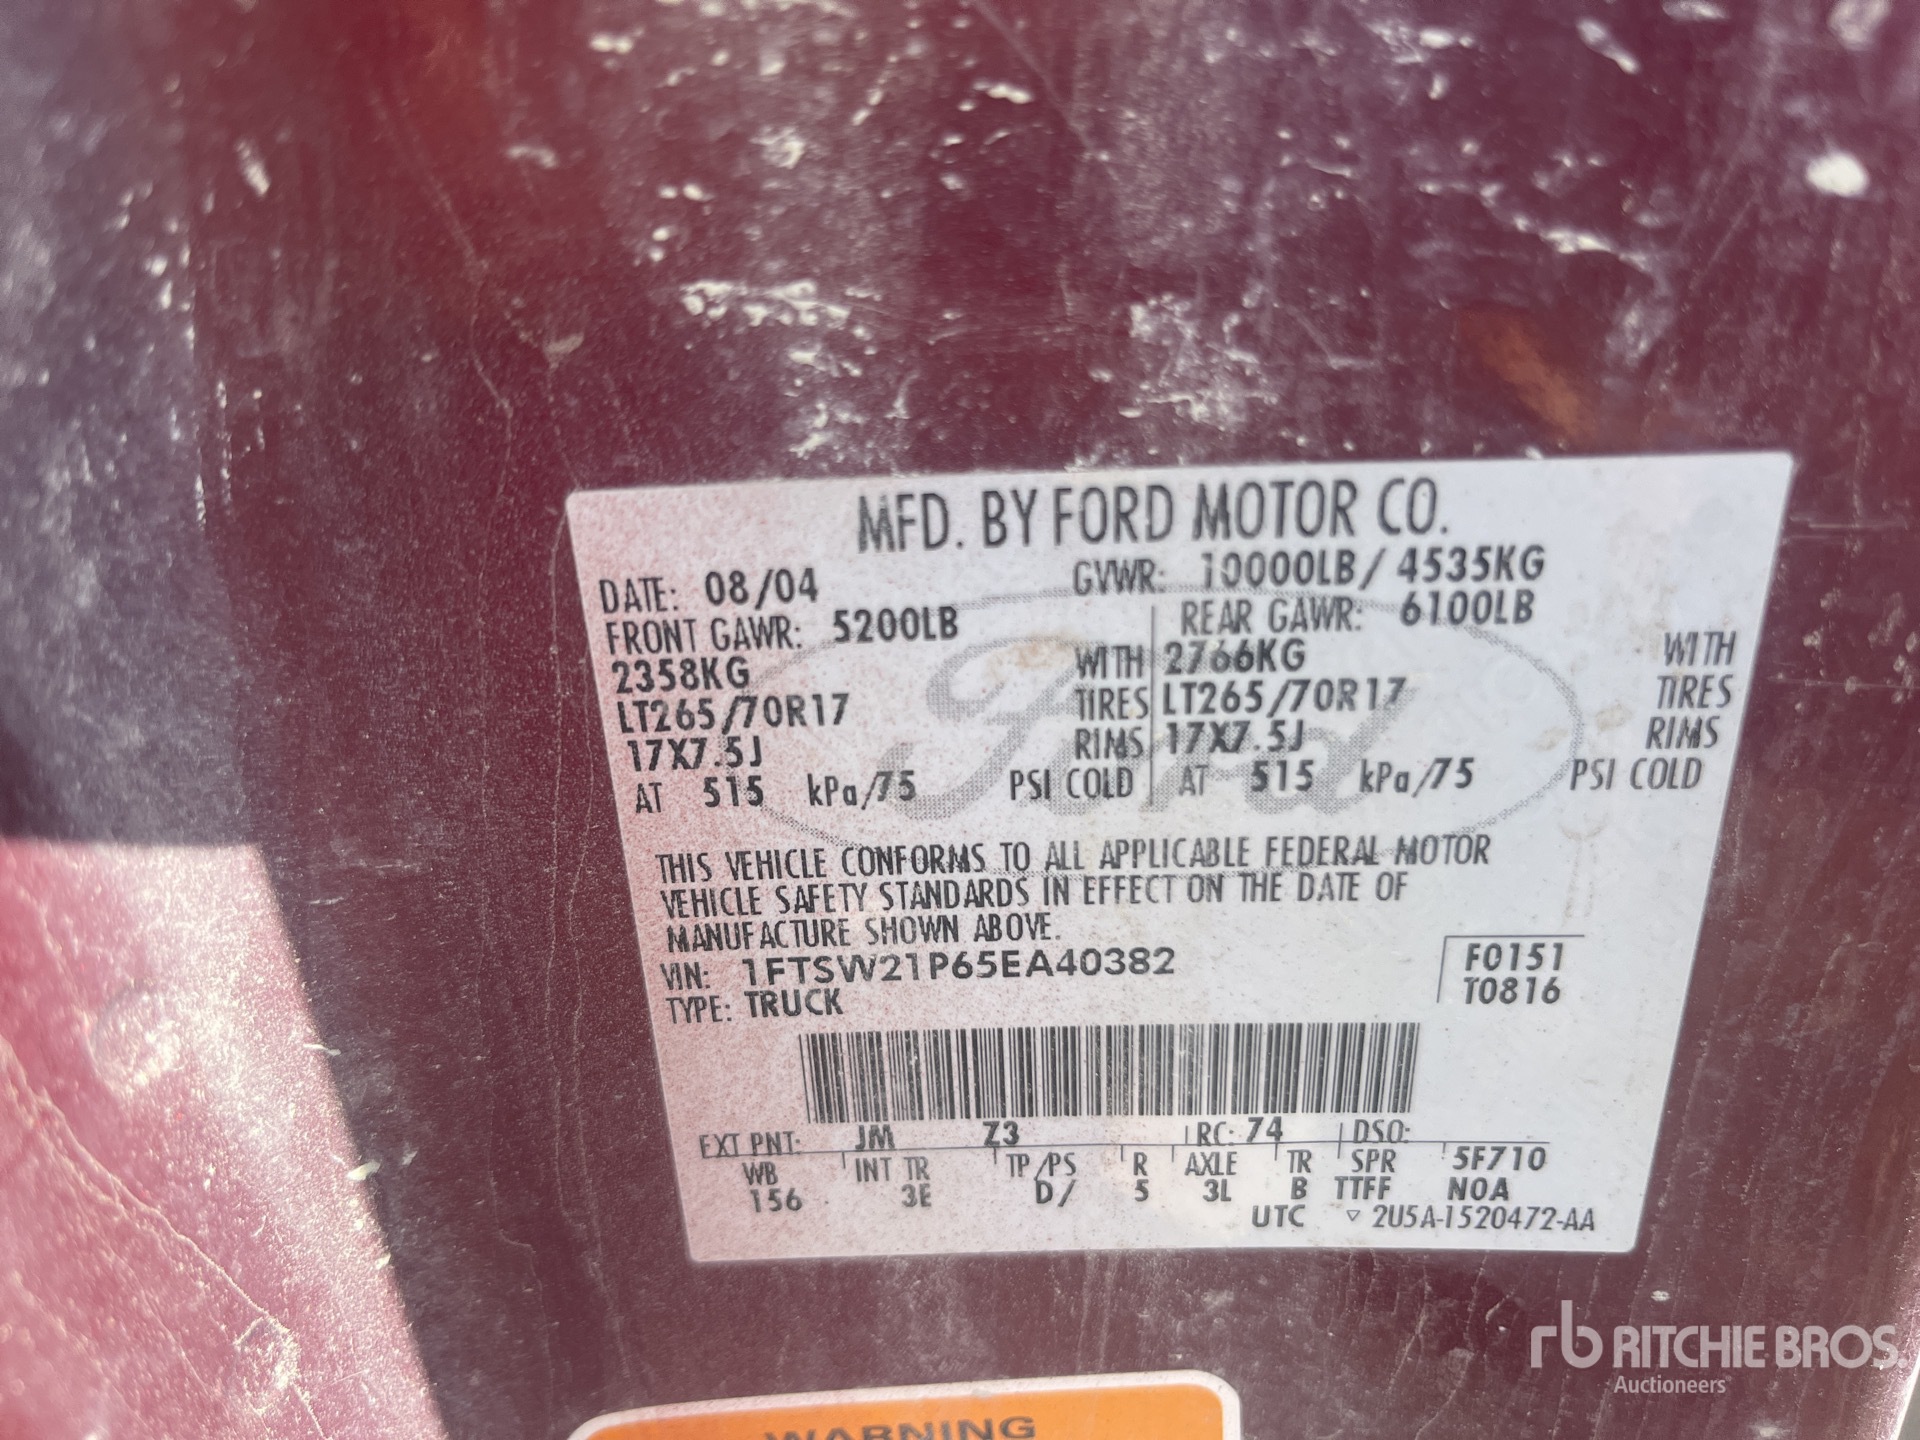 MFD. BY FORD MOTOR CO.
DATE: 08/04 GVWR: 10000LB / 4535KG
FRONT GAWR: 5200LB REAR GAWR: 6100LB
2358KG WITH 2766KG WITH
LT265/70R17 TIRES LT265/70R17 TIRES
17X7.5J RIMS 17X7.5J RIMS
AT 515 kPa/75 PSI COLD AT 515 kPa/75 PSI COLD
Ford
THIS VEHICLE CONFORMS TO ALL APPLICABLE FEDERAL MOTOR
VEHICLE SAFETY STANDARDS IN EFFECT ON THE DATE OF
MANUFACTURE SHOWN ABOVE.
VIN: 1FTSW21P65EA40382 F0151
TYPE: TRUCK T0816
EXT PNT: JM Z3 RC: 74 DSO:
WB INT TR TP/PS R AXLE TR SPR 5F710
156 3E D/ 5 3L B TTFF NOA
UTC ▽ 2U5A-1520472-AA
WARNING
rb RITCHIE BROS.
Auctioneers